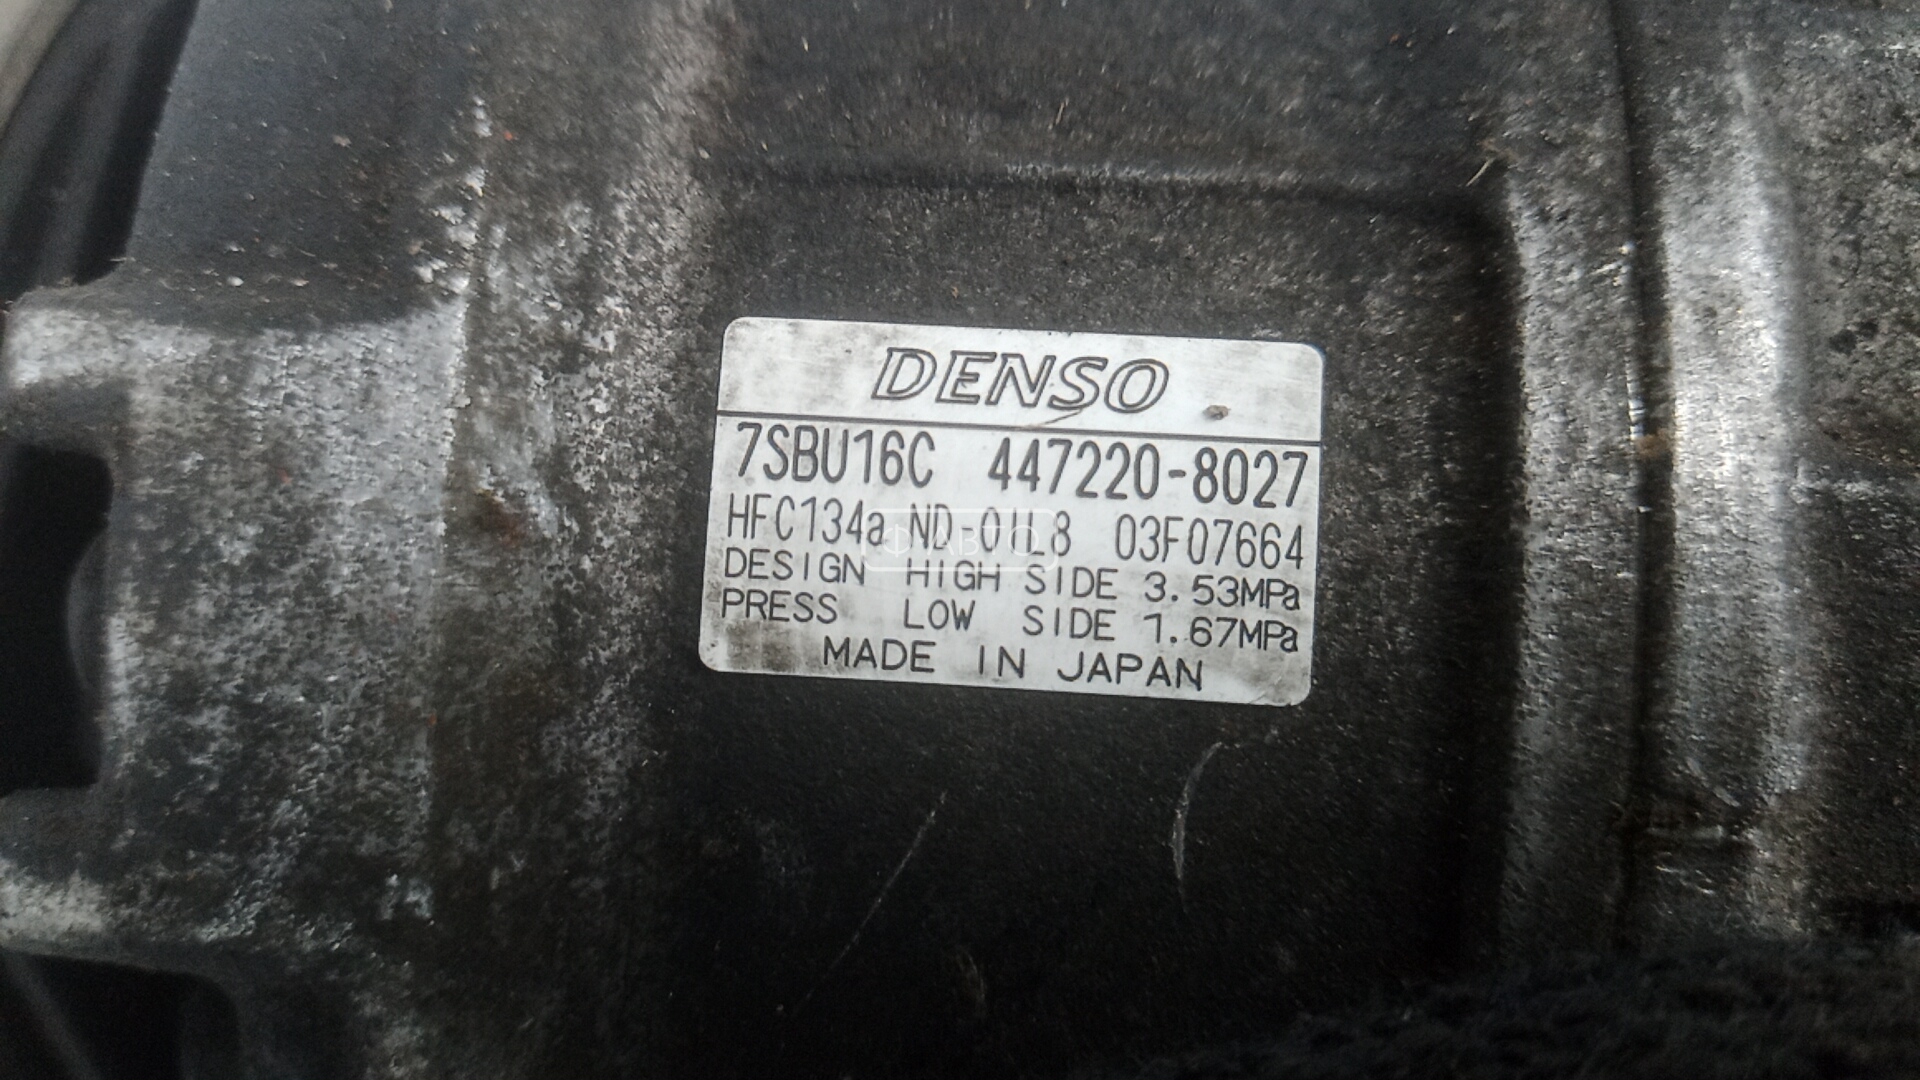 DENSO
7SBU16C 447220-8027
HFC134a ND-OIL8 03F07664
DESIGN HIGH SIDE 3.53MPa
PRESS LOW SIDE 1.67MPa
MADE IN JAPAN